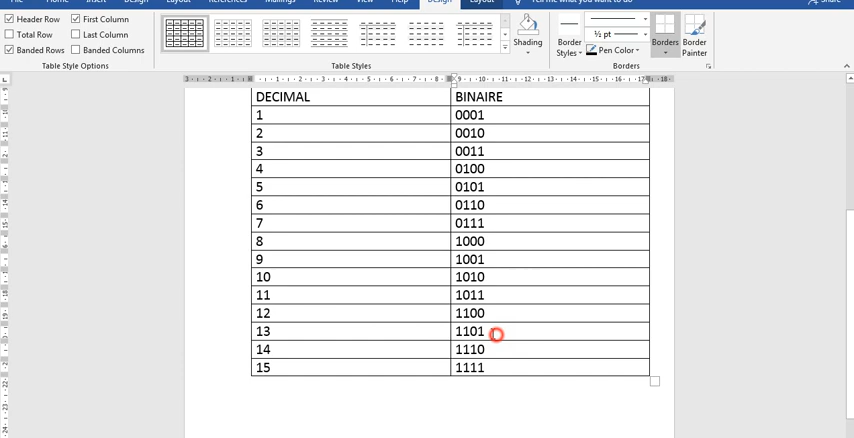 Header Row First Column
Total Row Last Column
Banded Rows Banded Columns
Table Style Options
Table Styles
Shading
Border Styles
½ pt
Pen Color
Borders
Border Painter
Borders
DECIMAL BINAIRE
1 0001
2 0010
3 0011
4 0100
5 0101
6 0110
7 0111
8 1000
9 1001
10 1010
11 1011
12 1100
13 1101
14 1110
15 1111